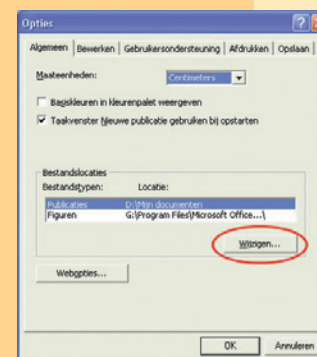 Opties
Algemeen Bewerken Gebruikersondersteuning Afdrukken Opslaan
Maateenheden: Centimeters
Basiskleuren in kleurenpalet weergeven
Taakvenster Nieuwe publicatie gebruiken bij opstarten
Bestandslocaties
Bestandstypen: Locatie:
Publicaties D:\Mijn documenten
Figuren G:\Program Files\Microsoft Office...\
Wijzigen...
Webopties...
OK Annuleren